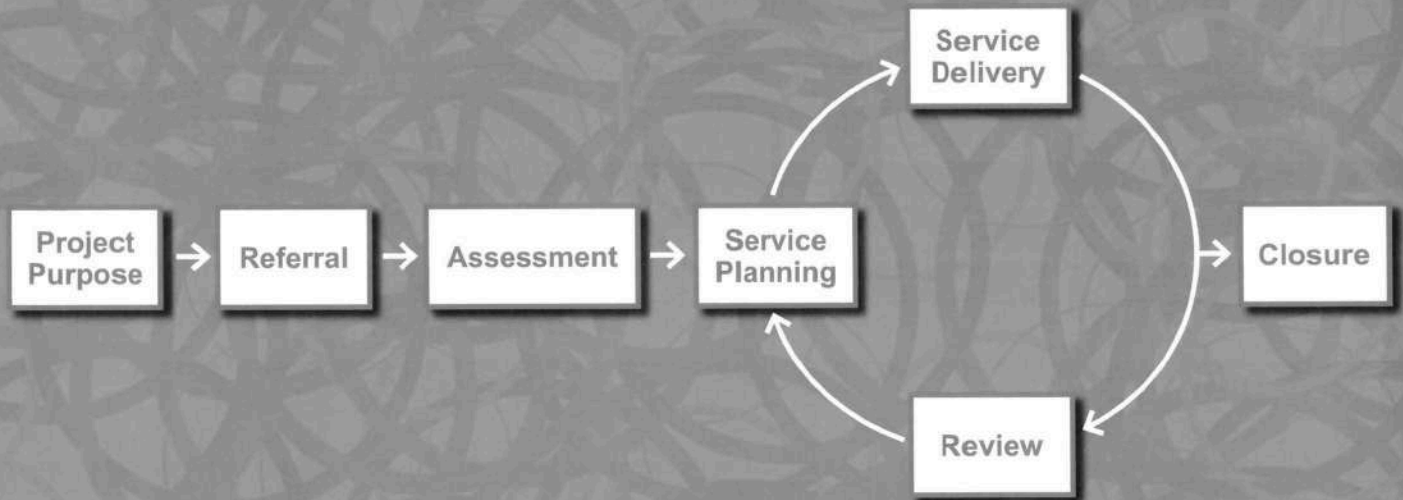 Project
Purpose
Referral
Assessment
Service
Planning
Service
Delivery
Review
Closure